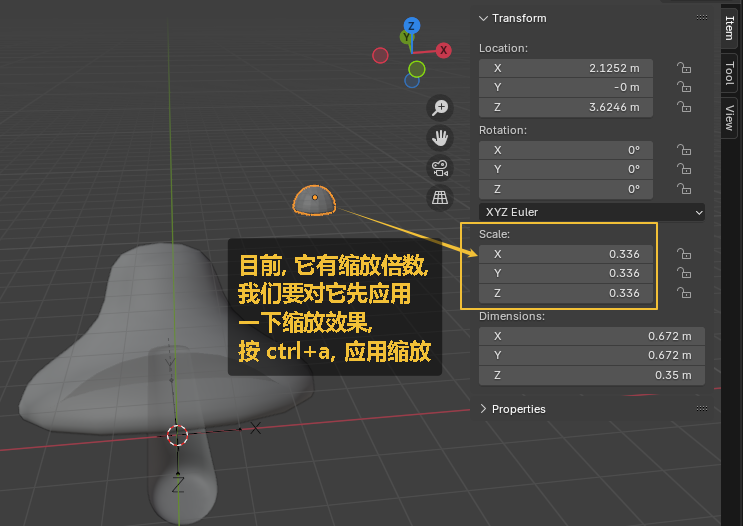 Transform
Location:
X 2.1252 m
Y -0 m
Z 3.6246 m
Rotation:
X 0°
Y 0°
Z 0°
XYZ Euler
Scale:
X 0.336
Y 0.336
Z 0.336
Dimensions:
X 0.672 m
Y 0.672 m
Z 0.35 m
Properties
Item
Tool
View
Z
Y
X
目前, 它有缩放倍数,
我们要对它先应用
一下缩放效果,
按 ctrl+a, 应用缩放
Y
X
Z